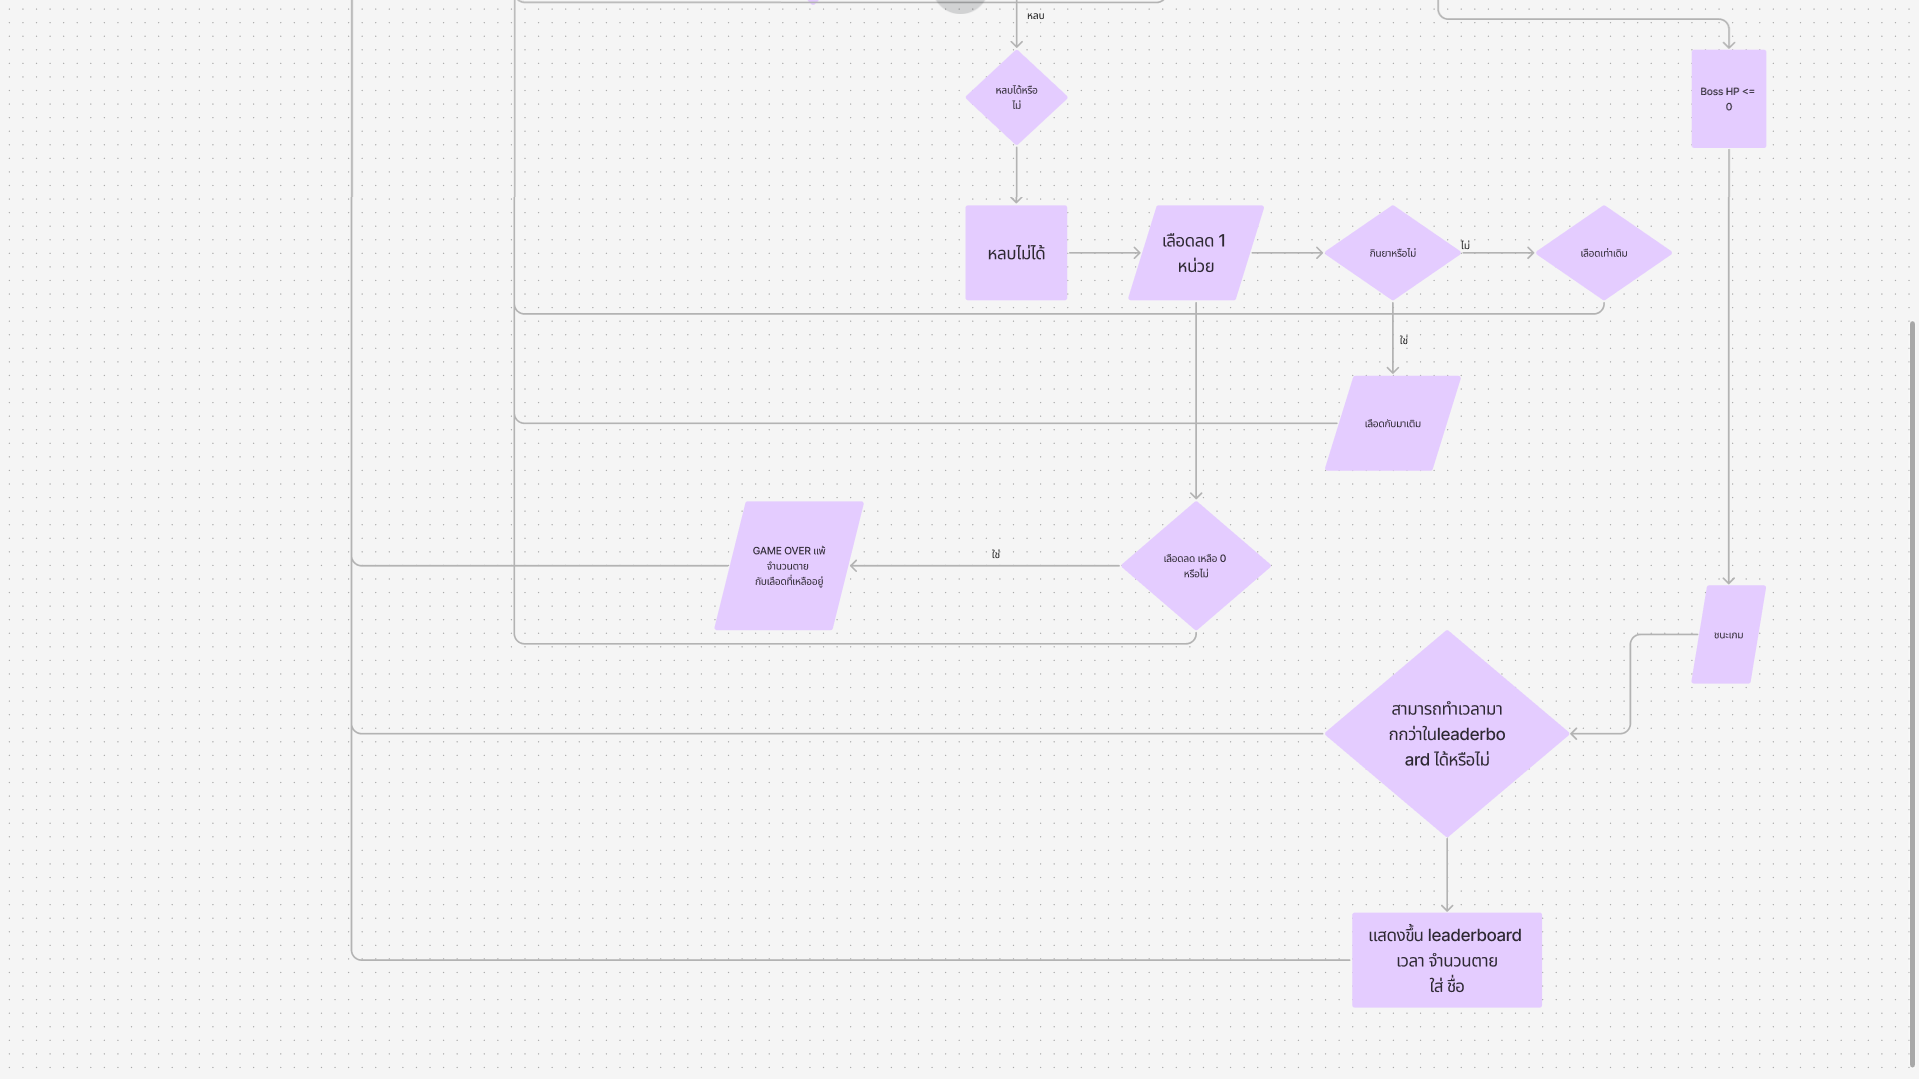 หลบ
หลบได้หรือ
ไม่
Boss HP <=
0
หลบไม่ได้
เลือดลด 1
หน่วย
กินยาหรือไม่
ไม่
เลือดเท่าเดิม
ใช่
เลือดกับมาเติม
GAME OVER แพ้
จำนวนตาย
กับเลือดที่เหลืออยู่
ใช่
เลือดลด เหลือ 0
หรือไม่
ชนะเกม
สามารถทำเวลามา
กกว่าในleaderbo
ard ได้หรือไม่
แสดงขึ้น leaderboard
เวลา จำนวนตาย
ใส่ ชื่อ